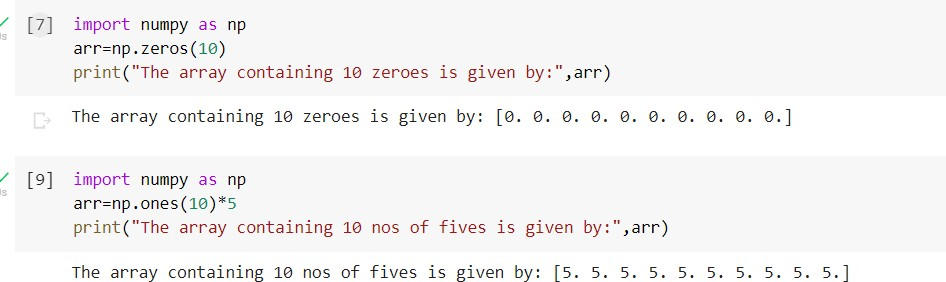 [7] import numpy as np
arr=np.zeros(10)
print("The array containing 10 zeroes is given by:",arr)
The array containing 10 zeroes is given by: [0. 0. 0. 0. 0. 0. 0. 0. 0. 0.]
[9] import numpy as np
arr=np.ones(10)*5
print("The array containing 10 nos of fives is given by:",arr)
The array containing 10 nos of fives is given by: [5. 5. 5. 5. 5. 5. 5. 5. 5. 5.]